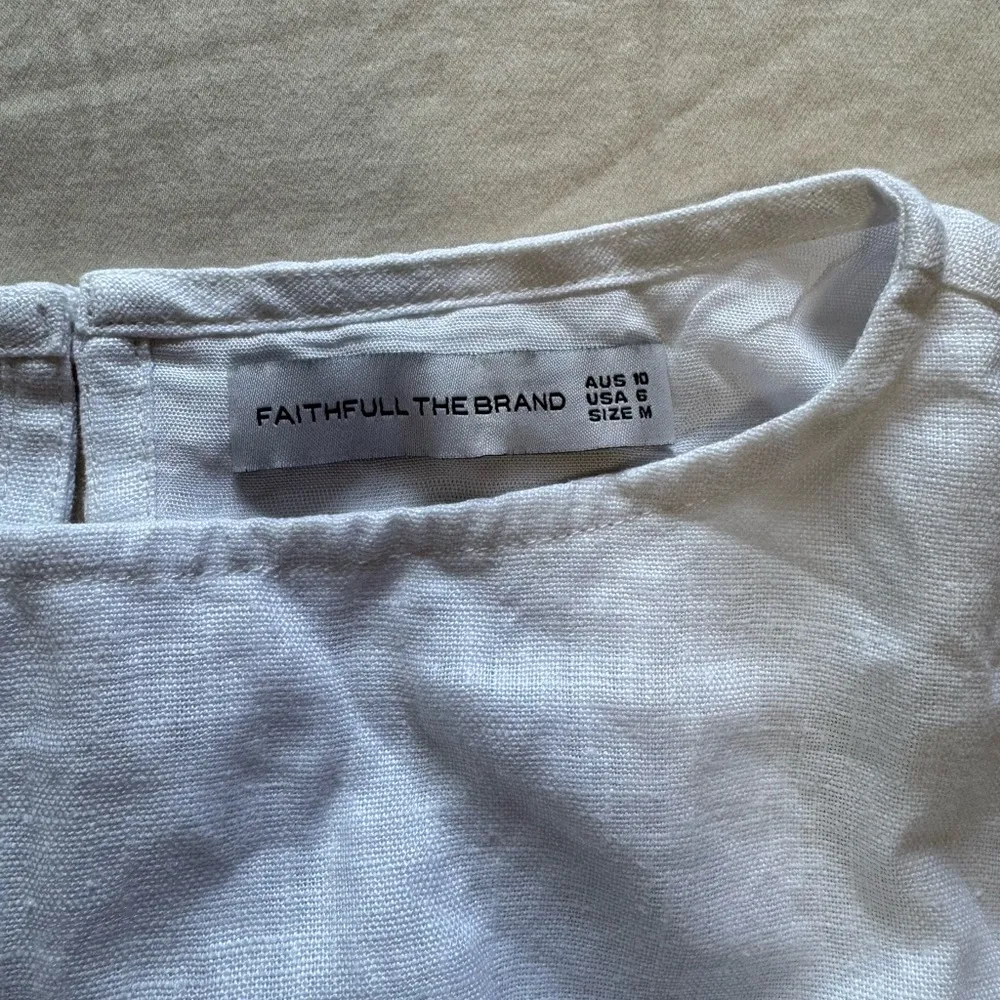 FAITHFULL THE BRAND
AUS 10
USA 6
SIZE M